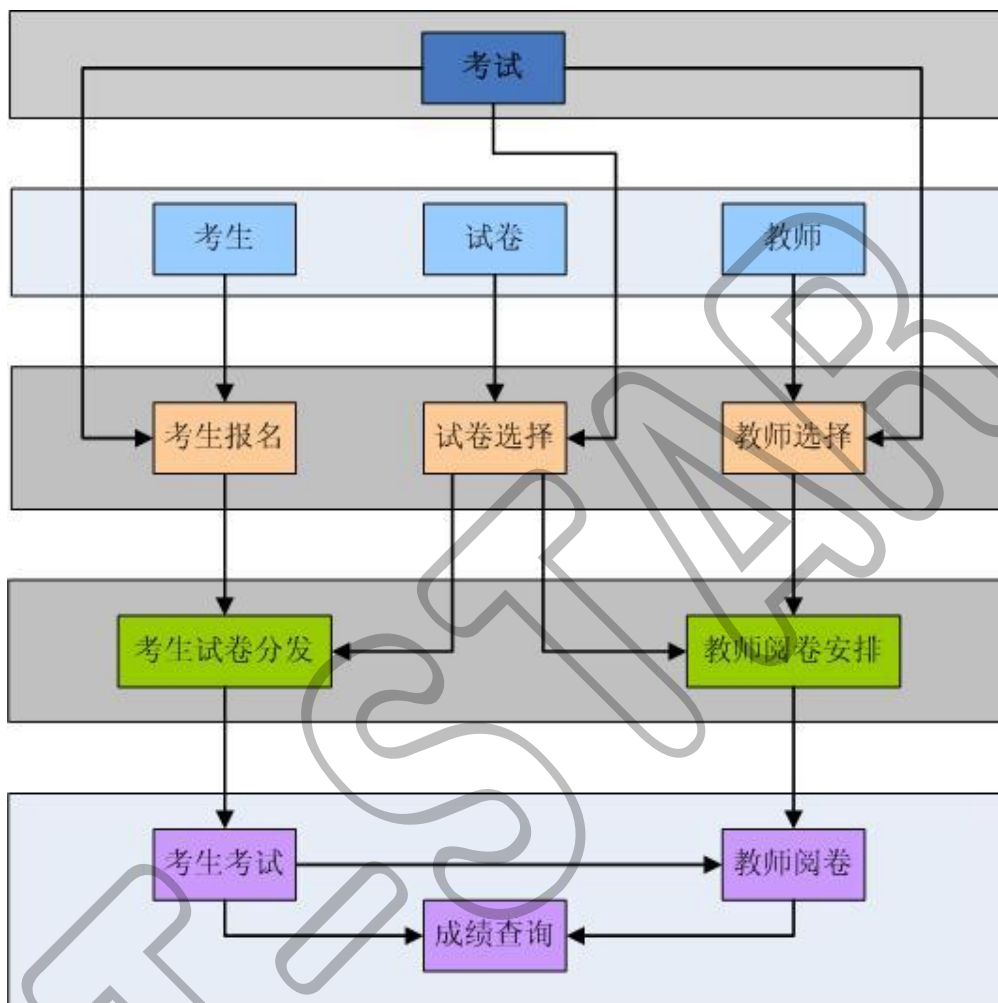 考试
考生
试卷
教师
考生报名
试卷选择
教师选择
考生试卷分发
教师阅卷安排
考生考试
教师阅卷
成绩查询
T-STAR